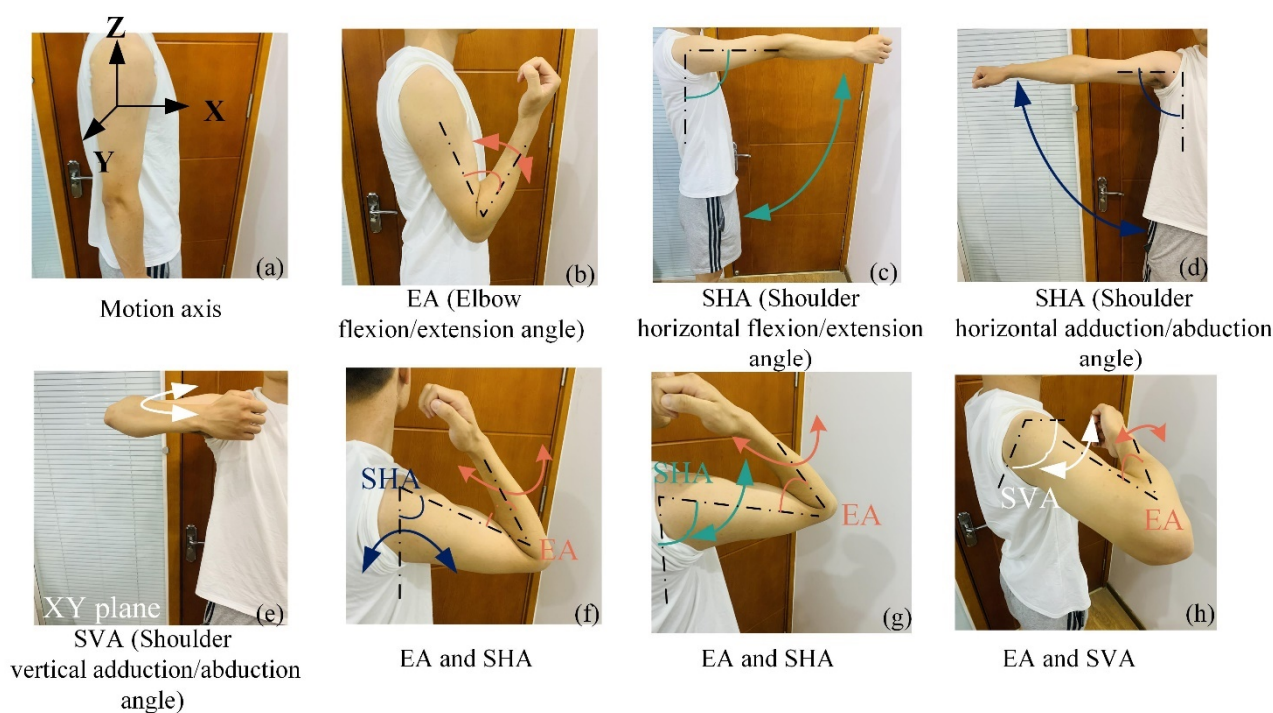 Z
X
Y
(a)
Motion axis
(b)
EA (Elbow
flexion/extension angle)
(c)
SHA (Shoulder
horizontal flexion/extension
angle)
(d)
SHA (Shoulder
horizontal adduction/abduction
angle)
XY plane
(e)
SVA (Shoulder
vertical adduction/abduction
angle)
SHA
EA
(f)
EA and SHA
SHA
EA
(g)
EA and SHA
SVA
EA
(h)
EA and SVA